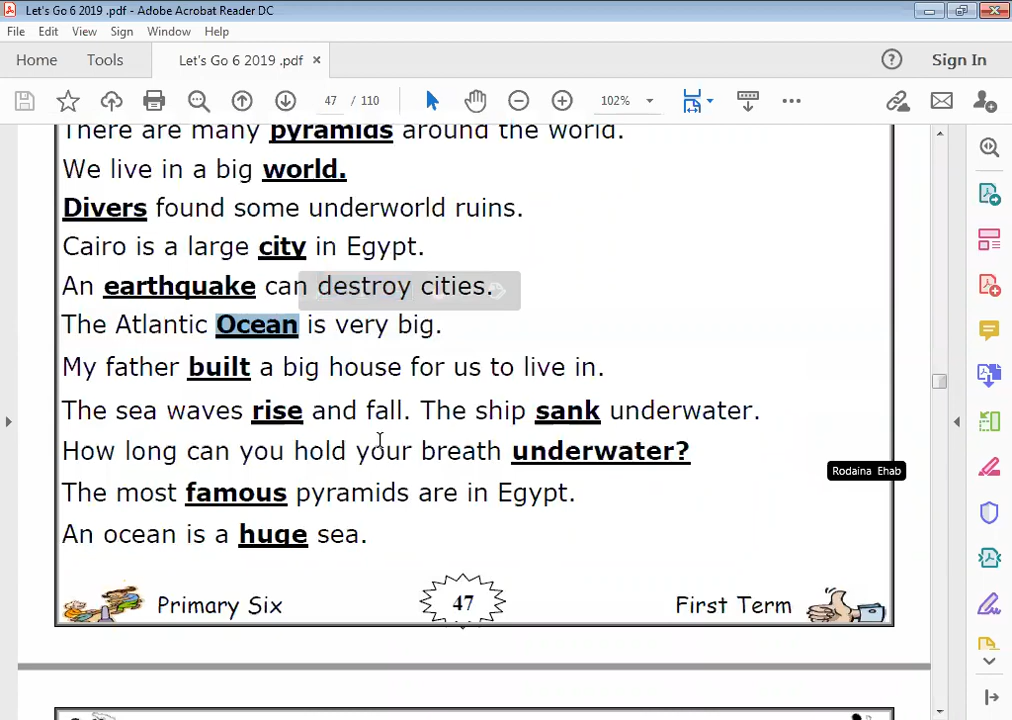 Let's Go 6 2019 .pdf - Adobe Acrobat Reader DC
File Edit View Sign Window Help
Home Tools Let's Go 6 2019 .pdf × Sign In
47 / 110 102%
There are many pyramids around the world.
We live in a big world.
Divers found some underworld ruins.
Cairo is a large city in Egypt.
An earthquake can destroy cities.
The Atlantic Ocean is very big.
My father built a big house for us to live in.
The sea waves rise and fall. The ship sank underwater.
How long can you hold your breath underwater?
Rodaina Ehab
The most famous pyramids are in Egypt.
An ocean is a huge sea.
Primary Six 47 First Term